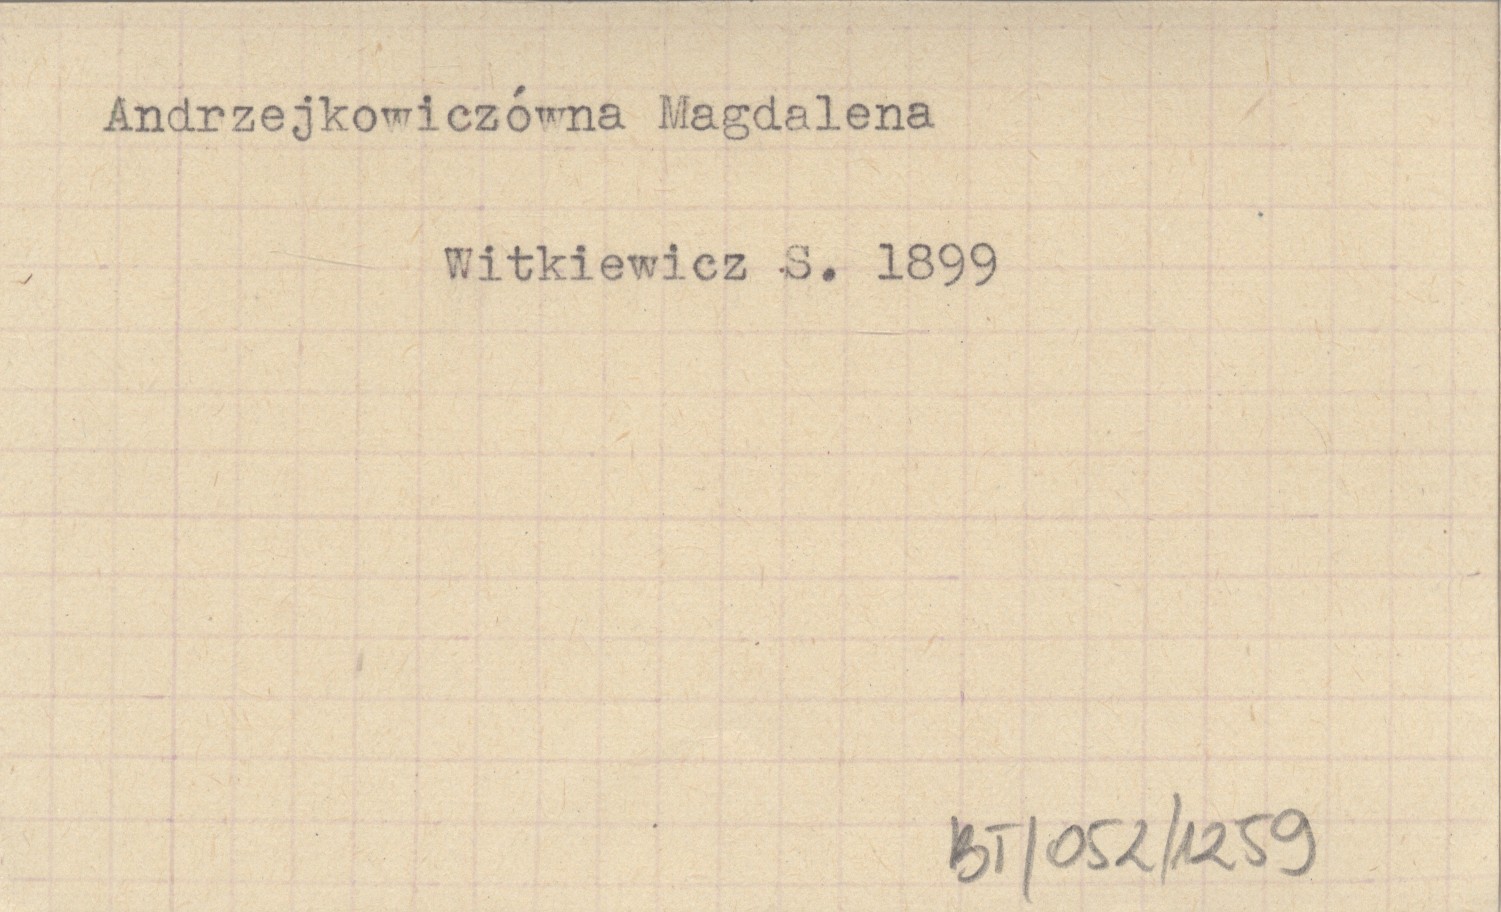 Andrzejkowiczówna Magdalena
Witkiewicz S. 1899
BT/052/1259